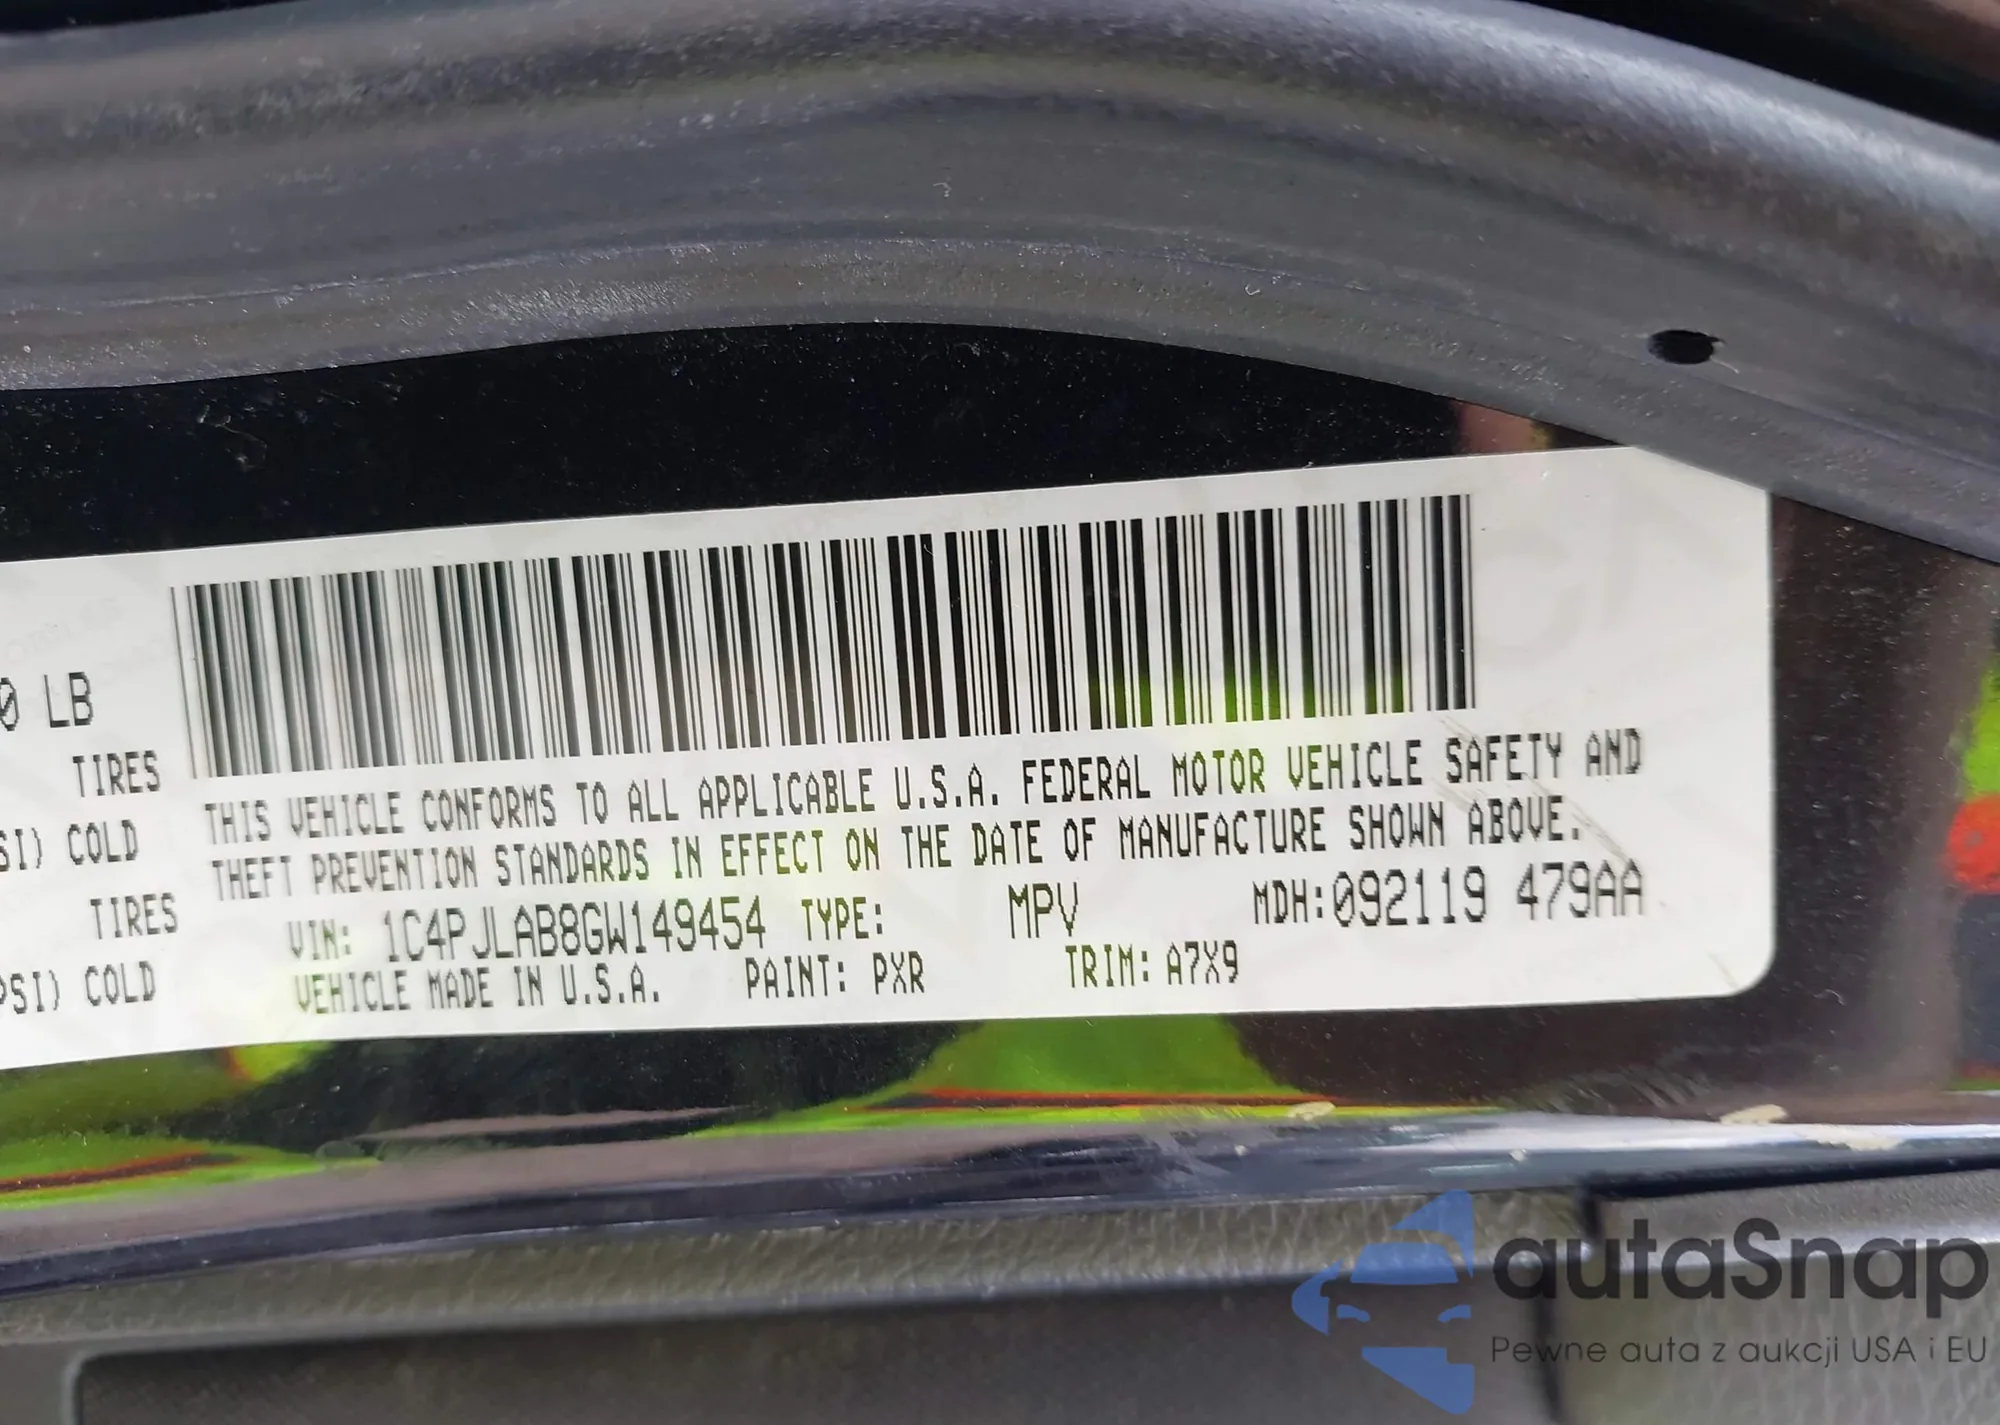 0 LB
TIRES
SI) COLD
TIRES
PSI) COLD
THIS VEHICLE CONFORMS TO ALL APPLICABLE U.S.A. FEDERAL MOTOR VEHICLE SAFETY AND
THEFT PREVENTION STANDARDS IN EFFECT ON THE DATE OF MANUFACTURE SHOWN ABOVE.
VIN: 1C4PJLAB8GW149454 TYPE: MPV MDH:092119 479AA
VEHICLE MADE IN U.S.A. PAINT: PXR TRIM: A7X9
autaSnap
Pewne auta z aukcji USA i EU